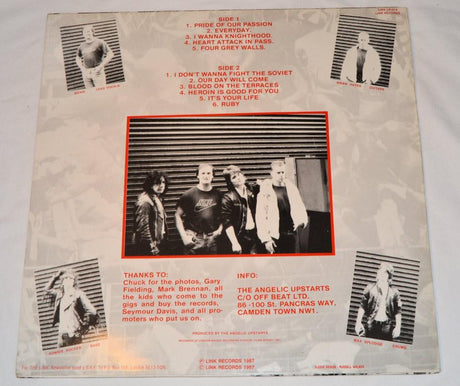 LINK RECORDS
SIDE 1
1. PRIDE OF OUR PASSION
2. EVERYDAY.
3. I WANNA KNIGHTHOOD.
4. HEART ATTACK IN PASS.
5. FOUR GREY WALLS.
SIDE 2
1. I DON'T WANNA FIGHT THE SOVIET
2. OUR DAY WILL COME
3. BLOOD ON THE TERRACES
4. HEROIN IS GOOD FOR YOU
5. IT'S YOUR LIFE
6. RUBY
THANKS TO:
Chuck for the photos, Gary
Fielding, Mark Brennan, all
the kids who come to the
gigs and buy the records,
Seymour Davis, and all pro-
moters who put us on.
INFO:
THE ANGELIC UPSTARTS
C/O OFF BEAT LTD.
86-100 St. PANCRAS WAY,
CAMDEN TOWN NW1.
PRODUCED BY THE ANGELIC UPSTARTS
Ⓟ LINK RECORDS 1987
© LINK RECORDS 1987